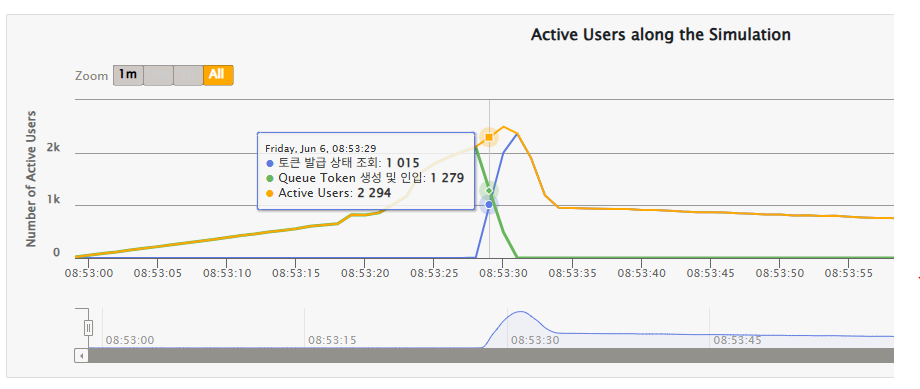 Active Users along the Simulation
Zoom 1m All
Number of Active Users
2k
1k
0
Friday, Jun 6, 08:53:29
토큰 발급 상태 조회: 1 015
Queue Token 생성 및 인입: 1 279
Active Users: 2 294
08:53:00 08:53:05 08:53:10 08:53:15 08:53:20 08:53:25 08:53:30 08:53:35 08:53:40 08:53:45 08:53:50 08:53:55
08:53:00 08:53:15 08:53:30 08:53:45